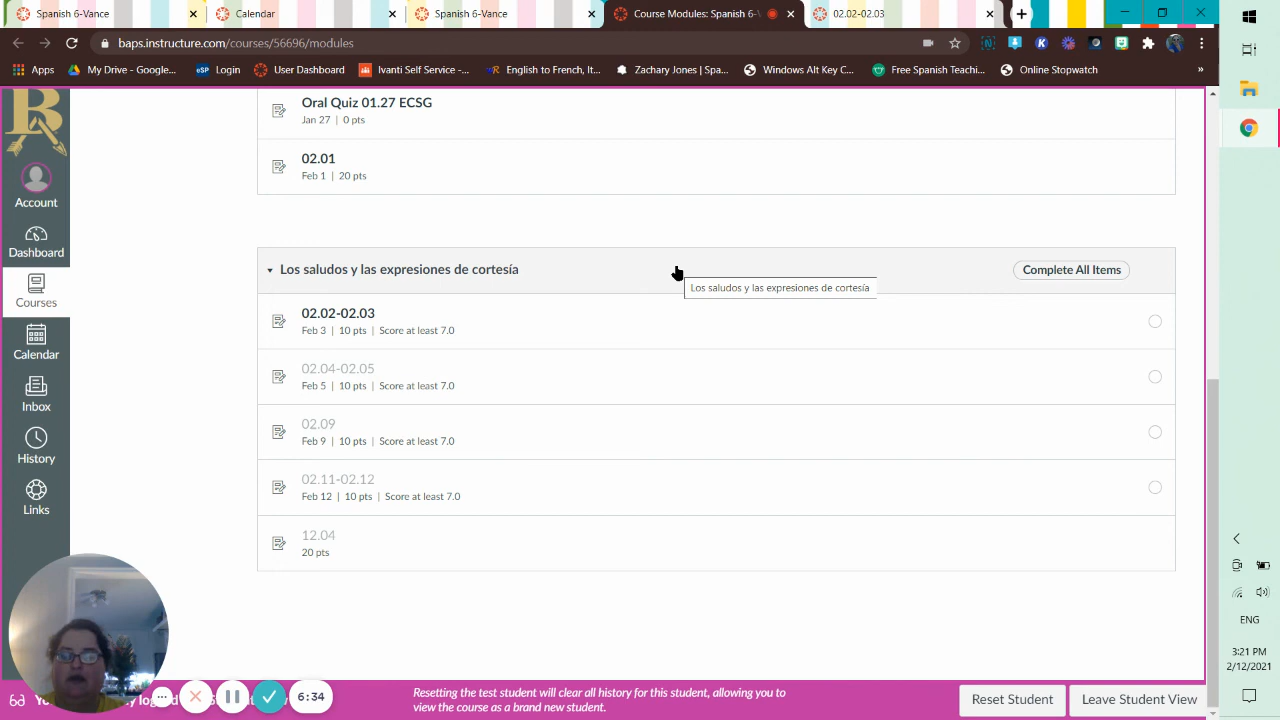 Spanish 6-Vance
Calendar
Spanish 6-Vance
Course Modules: Spanish 6-
02.02-02.03
baps.instructure.com/courses/56696/modules
Apps
My Drive - Google...
Login
User Dashboard
Ivanti Self Service -...
English to French, It...
Zachary Jones | Spa...
Windows Alt Key C...
Free Spanish Teachi...
Online Stopwatch
»
Account
Dashboard
Courses
Calendar
Inbox
History
Links
Oral Quiz 01.27 ECSG
Jan 27 | 0 pts
02.01
Feb 1 | 20 pts
Los saludos y las expresiones de cortesía
Complete All Items
Los saludos y las expresiones de cortesía
02.02-02.03
Feb 3 | 10 pts | Score at least 7.0
02.04-02.05
Feb 5 | 10 pts | Score at least 7.0
02.09
Feb 9 | 10 pts | Score at least 7.0
02.11-02.12
Feb 12 | 10 pts | Score at least 7.0
12.04
20 pts
6:34
Resetting the test student will clear all history for this student, allowing you to
view the course as a brand new student.
Reset Student
Leave Student View
ENG
3:21 PM
2/12/2021